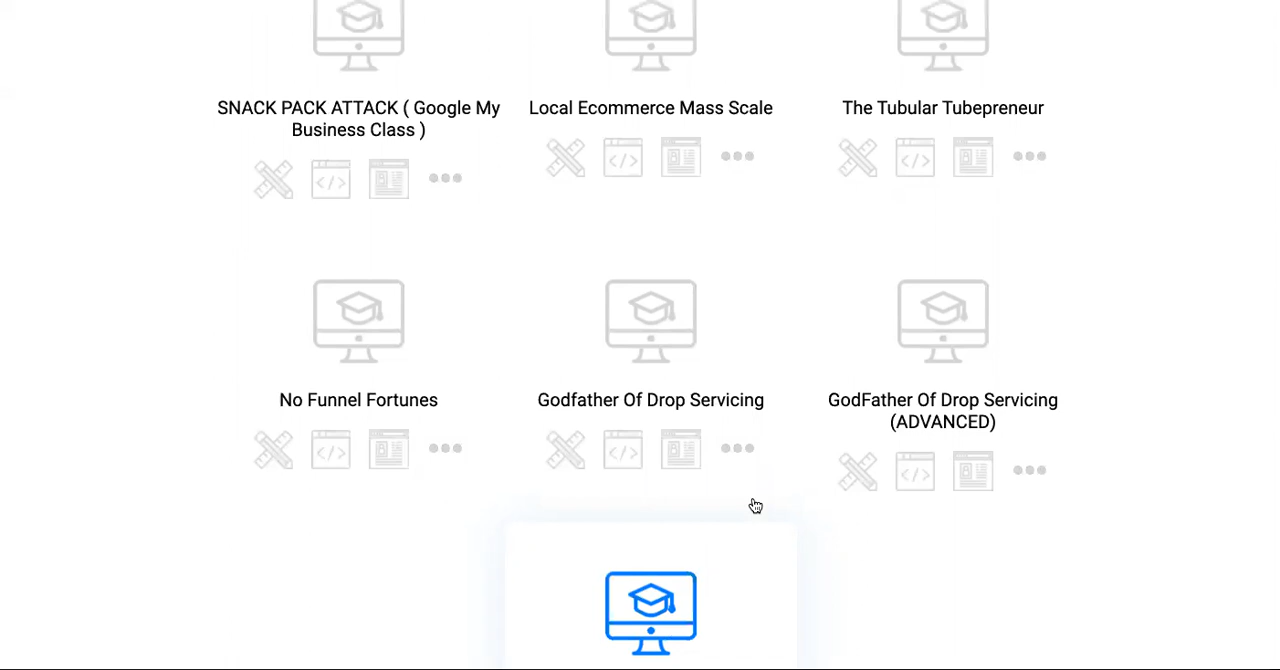 SNACK PACK ATTACK ( Google My
Business Class )
Local Ecommerce Mass Scale
The Tubular Tubepreneur
No Funnel Fortunes
Godfather Of Drop Servicing
GodFather Of Drop Servicing
(ADVANCED)